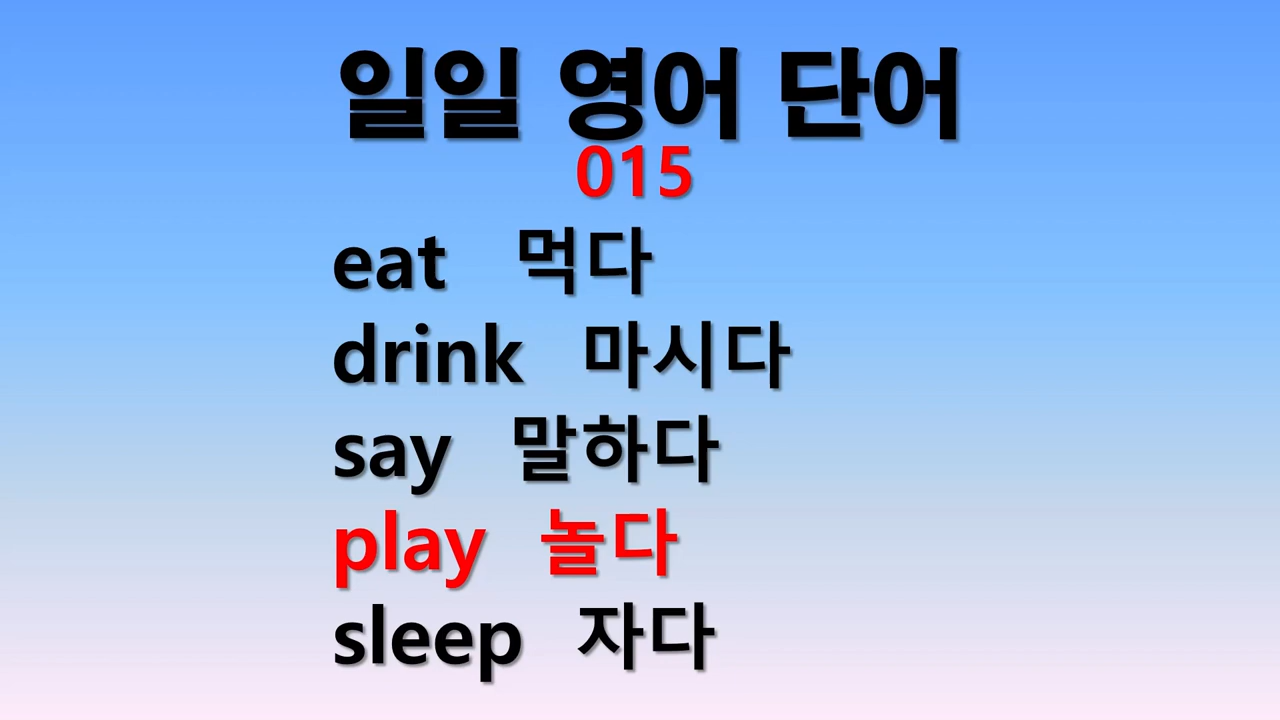 일일 영어 단어
015
eat 먹다
drink 마시다
say 말하다
play 놀다
sleep 자다